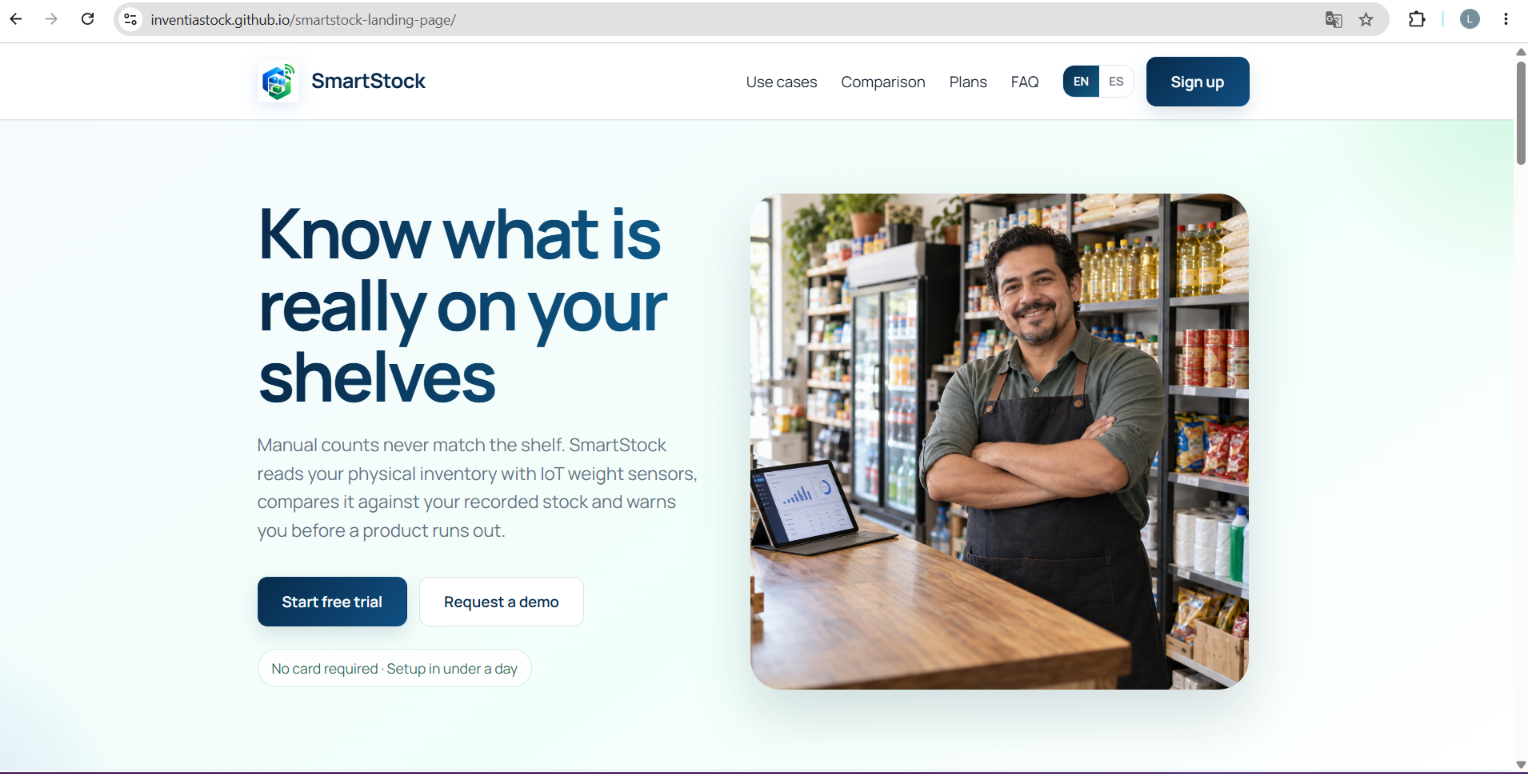 inventiastock.github.io/smartstock-landing-page/
L
SmartStock
Use cases
Comparison
Plans
FAQ
EN
ES
Sign up
Know what is
really on your
shelves
Manual counts never match the shelf. SmartStock
reads your physical inventory with IoT weight sensors,
compares it against your recorded stock and warns
you before a product runs out.
Start free trial
Request a demo
No card required · Setup in under a day